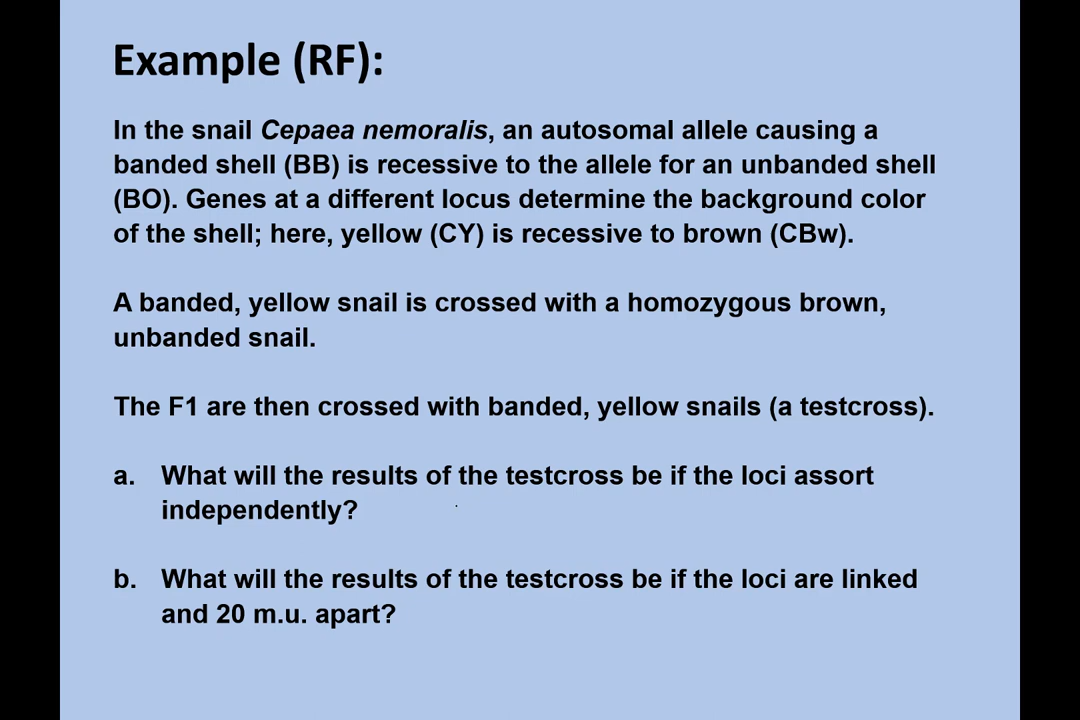 Example (RF):
In the snail Cepaea nemoralis, an autosomal allele causing a
banded shell (BB) is recessive to the allele for an unbanded shell
(BO). Genes at a different locus determine the background color
of the shell; here, yellow (CY) is recessive to brown (CBw).
A banded, yellow snail is crossed with a homozygous brown,
unbanded snail.
The F1 are then crossed with banded, yellow snails (a testcross).
a. What will the results of the testcross be if the loci assort
independently?
b. What will the results of the testcross be if the loci are linked
and 20 m.u. apart?